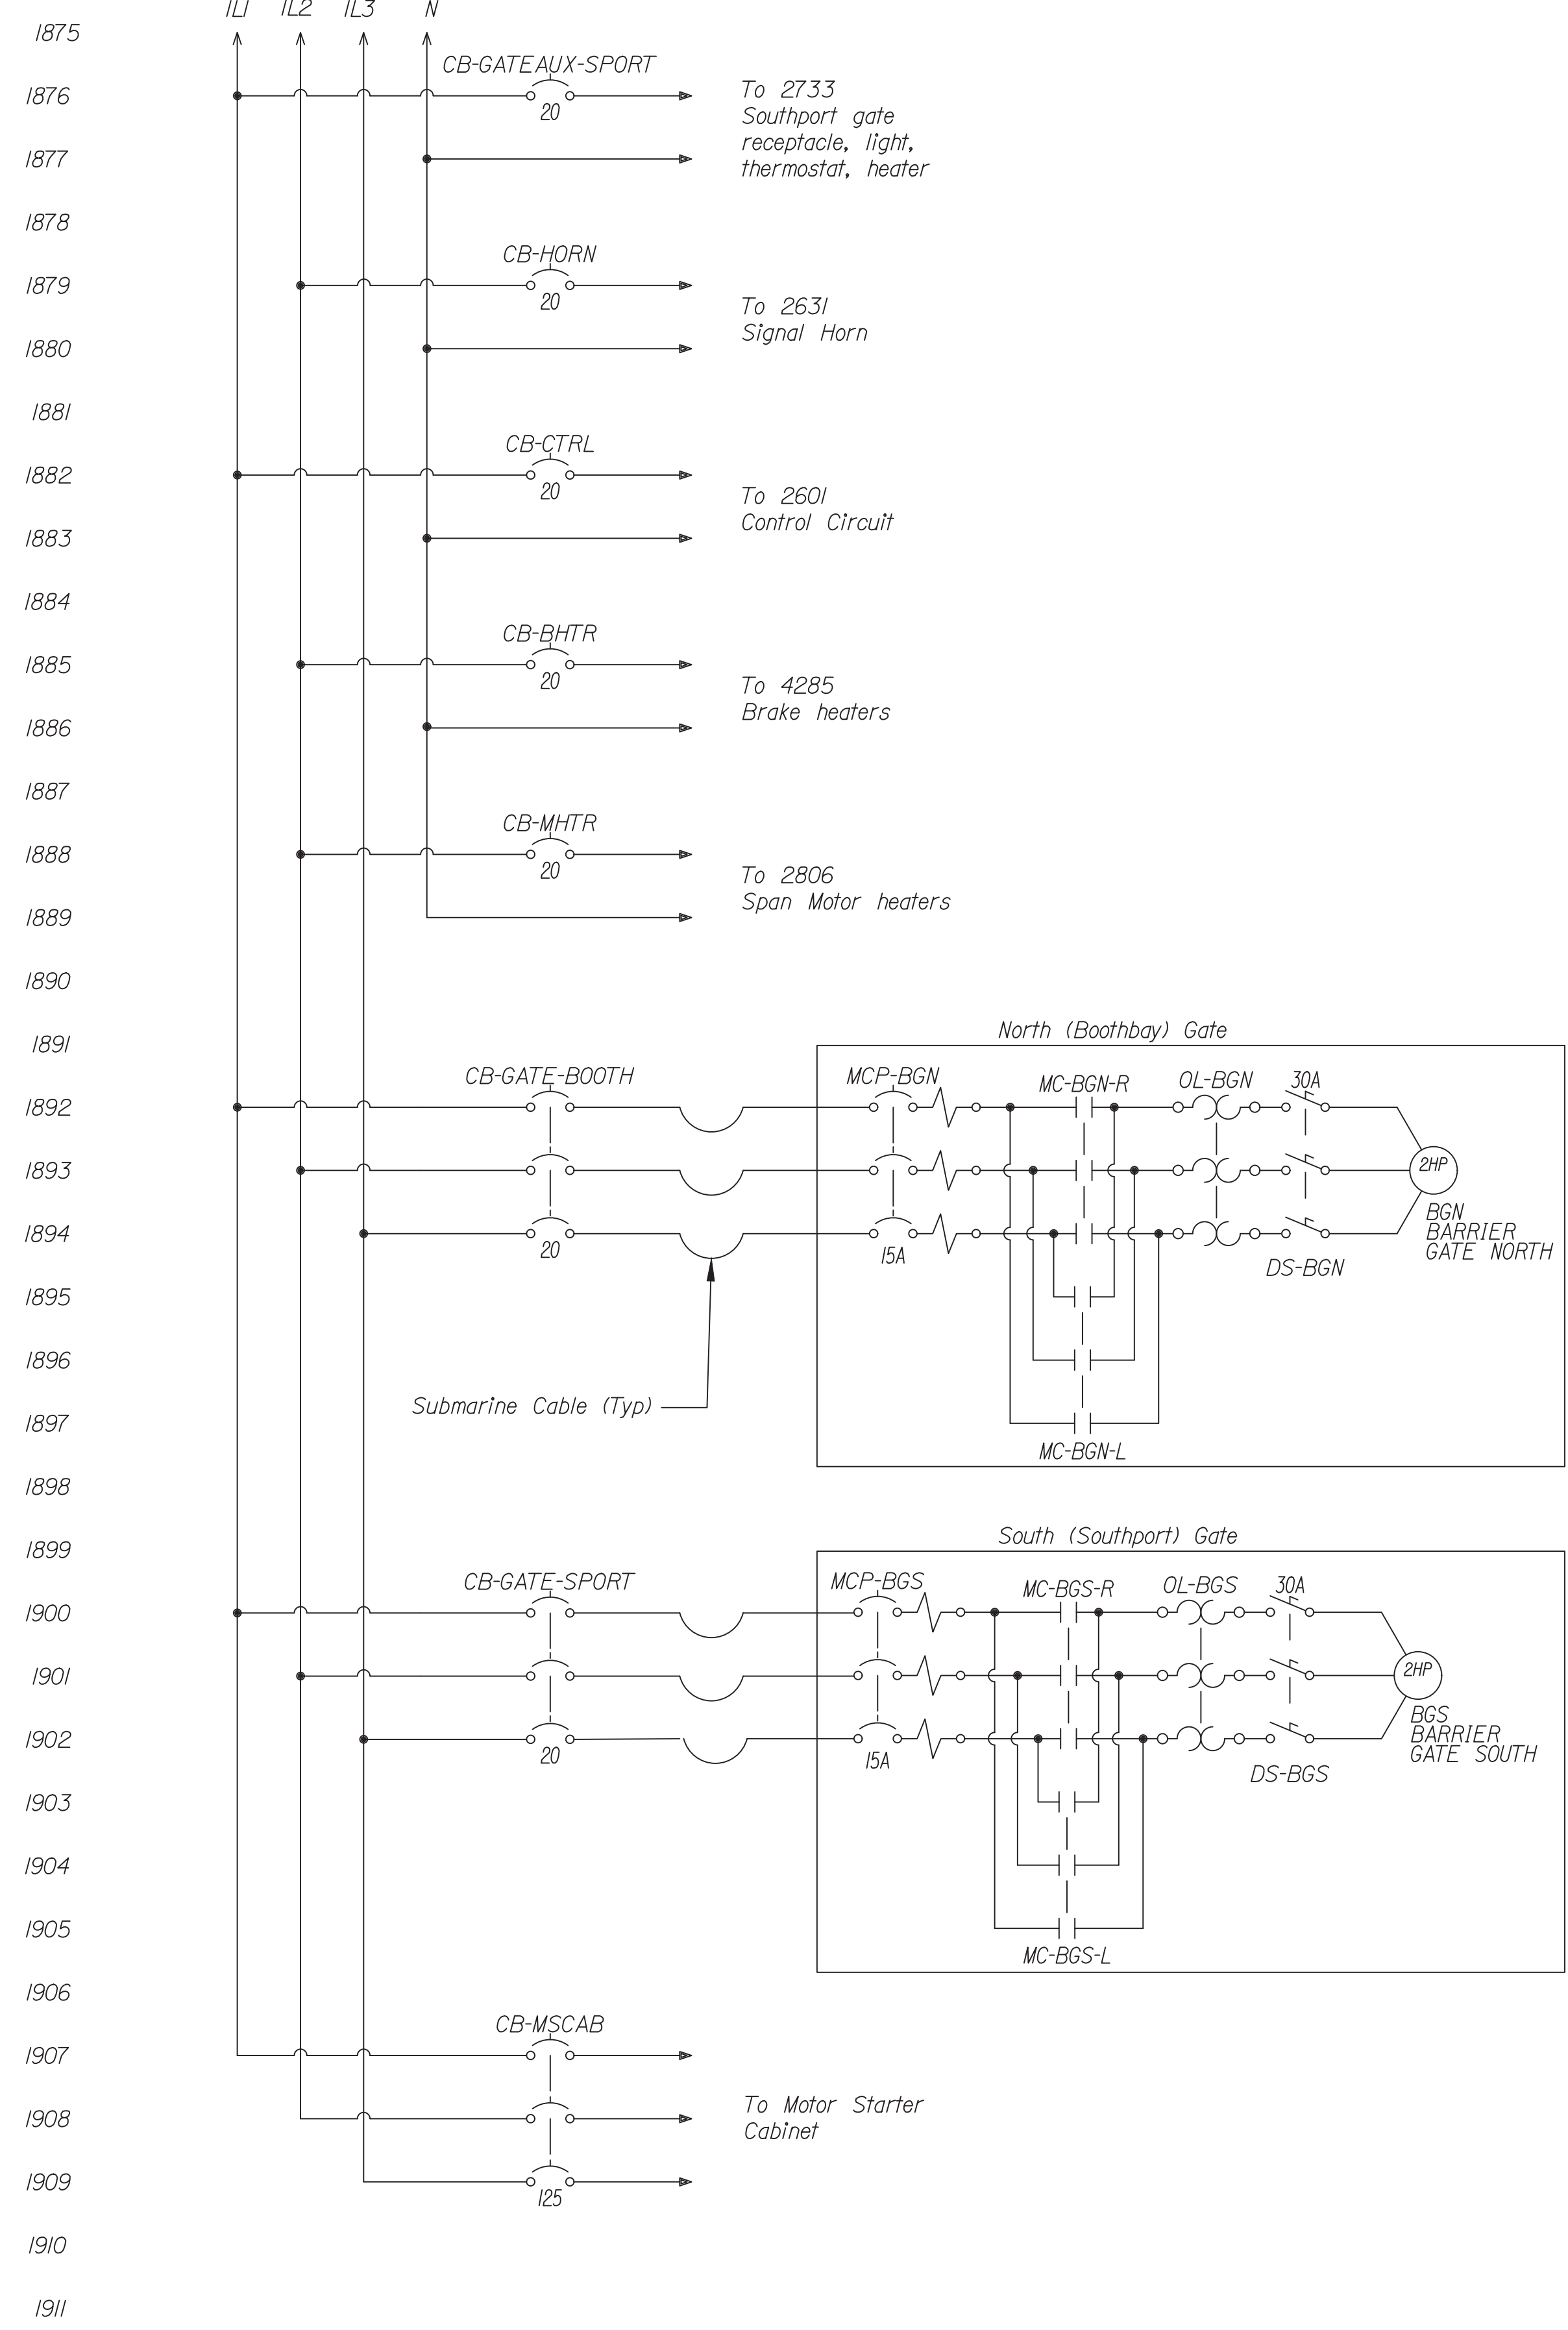 1L1 1L2 1L3 N
1875
CB-GATEAUX-SPORT
1876
20
To 2733
Southport gate
receptacle, light,
thermostat, heater
1877
1878
CB-HORN
1879
20
To 2631
Signal Horn
1880
1881
CB-CTRL
1882
20
To 2601
Control Circuit
1883
1884
CB-BHTR
1885
20
To 4285
Brake heaters
1886
1887
CB-MHTR
1888
20
To 2806
Span Motor heaters
1889
1890
1891
North (Boothbay) Gate
CB-GATE-BOOTH
MCP-BGN
MC-BGN-R
OL-BGN
30A
1892
1893
2HP
BGN
BARRIER
GATE NORTH
1894
20
15A
DS-BGN
1895
1896
Submarine Cable (Typ)
1897
MC-BGN-L
1898
1899
South (Southport) Gate
CB-GATE-SPORT
MCP-BGS
MC-BGS-R
OL-BGS
30A
1900
1901
2HP
BGS
BARRIER
GATE SOUTH
1902
20
15A
DS-BGS
1903
1904
1905
MC-BGS-L
1906
CB-MSCAB
1907
1908
To Motor Starter
Cabinet
1909
125
1910
1911